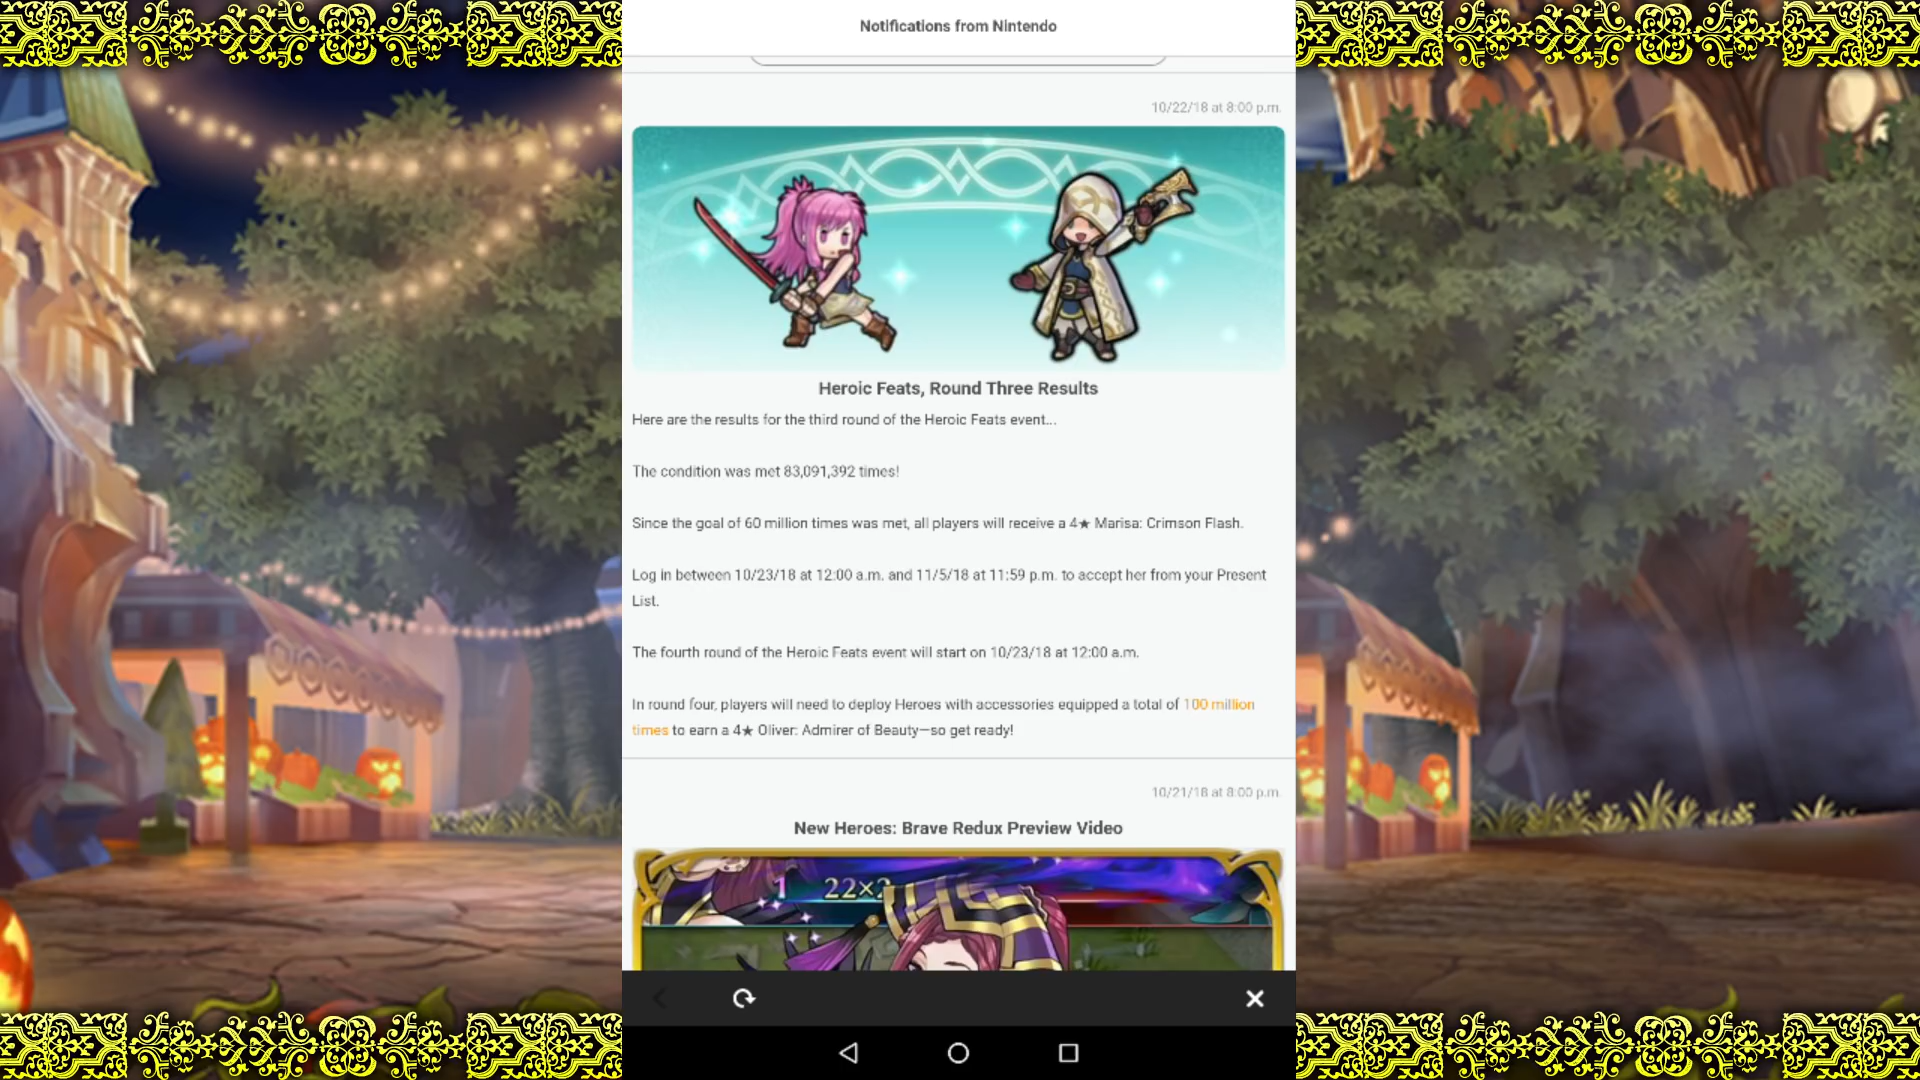 Notifications from Nintendo
10/22/18 at 8:00 p.m.
Heroic Feats, Round Three Results
Here are the results for the third round of the Heroic Feats event...
The condition was met 83,091,392 times!
Since the goal of 60 million times was met, all players will receive a 4★ Marisa: Crimson Flash.
Log in between 10/23/18 at 12:00 a.m. and 11/5/18 at 11:59 p.m. to accept her from your Present
List.
The fourth round of the Heroic Feats event will start on 10/23/18 at 12:00 a.m.
In round four, players will need to deploy Heroes with accessories equipped a total of 100 million
times to earn a 4★ Oliver: Admirer of Beauty—so get ready!
10/21/18 at 8:00 p.m.
New Heroes: Brave Redux Preview Video
1 22×2